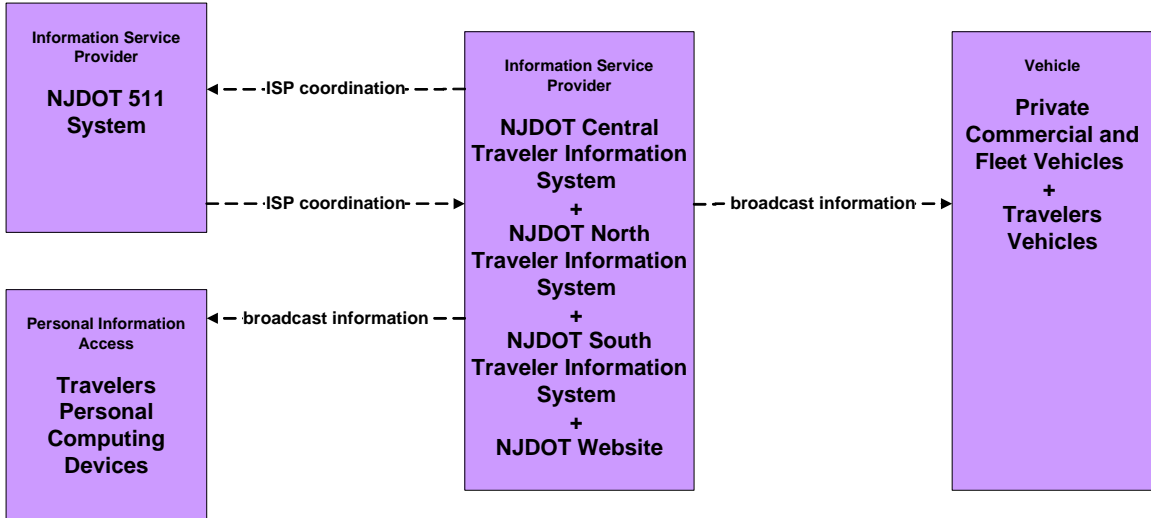 Information Service
Provider
NJDOT 511
System
ISP coordination
ISP coordination
Personal Information
Access
Travelers
Personal
Computing
Devices
broadcast information
Information Service
Provider
NJDOT Central
Traveler Information
System
+
NJDOT North
Traveler Information
System
+
NJDOT South
Traveler Information
System
+
NJDOT Website
broadcast information
Vehicle
Private
Commercial and
Fleet Vehicles
+
Travelers
Vehicles